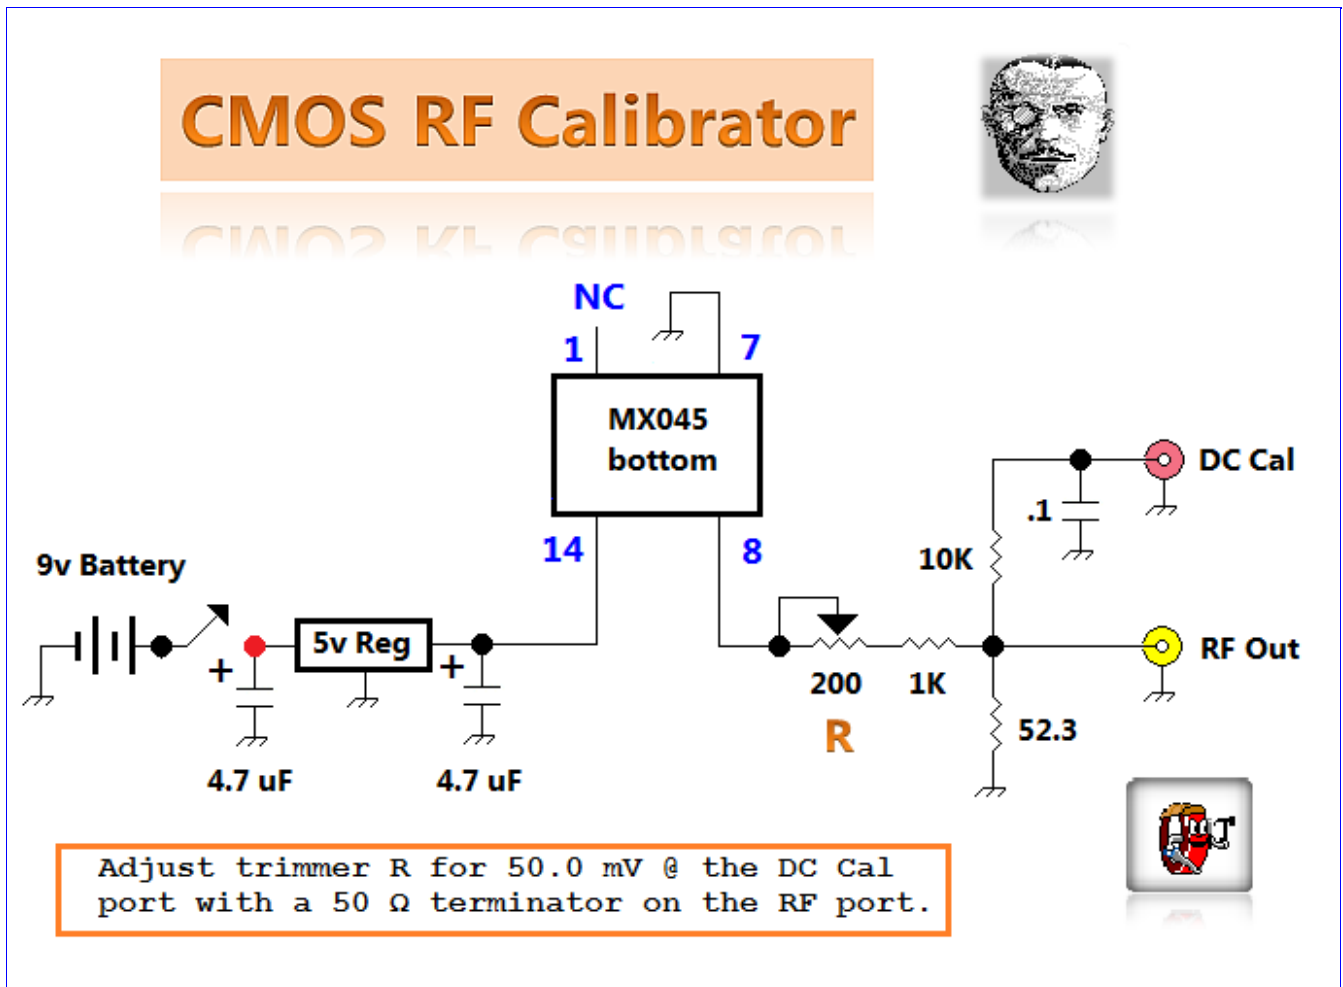 CMOS RF Calibrator
NC
1
7
MX045
bottom
DC Cal
.1
14
8
10K
9v Battery
5v Reg
+
+
RF Out
200
1K
R
52.3
4.7 uF
4.7 uF
Adjust trimmer R for 50.0 mV @ the DC Cal
port with a 50 Ω terminator on the RF port.